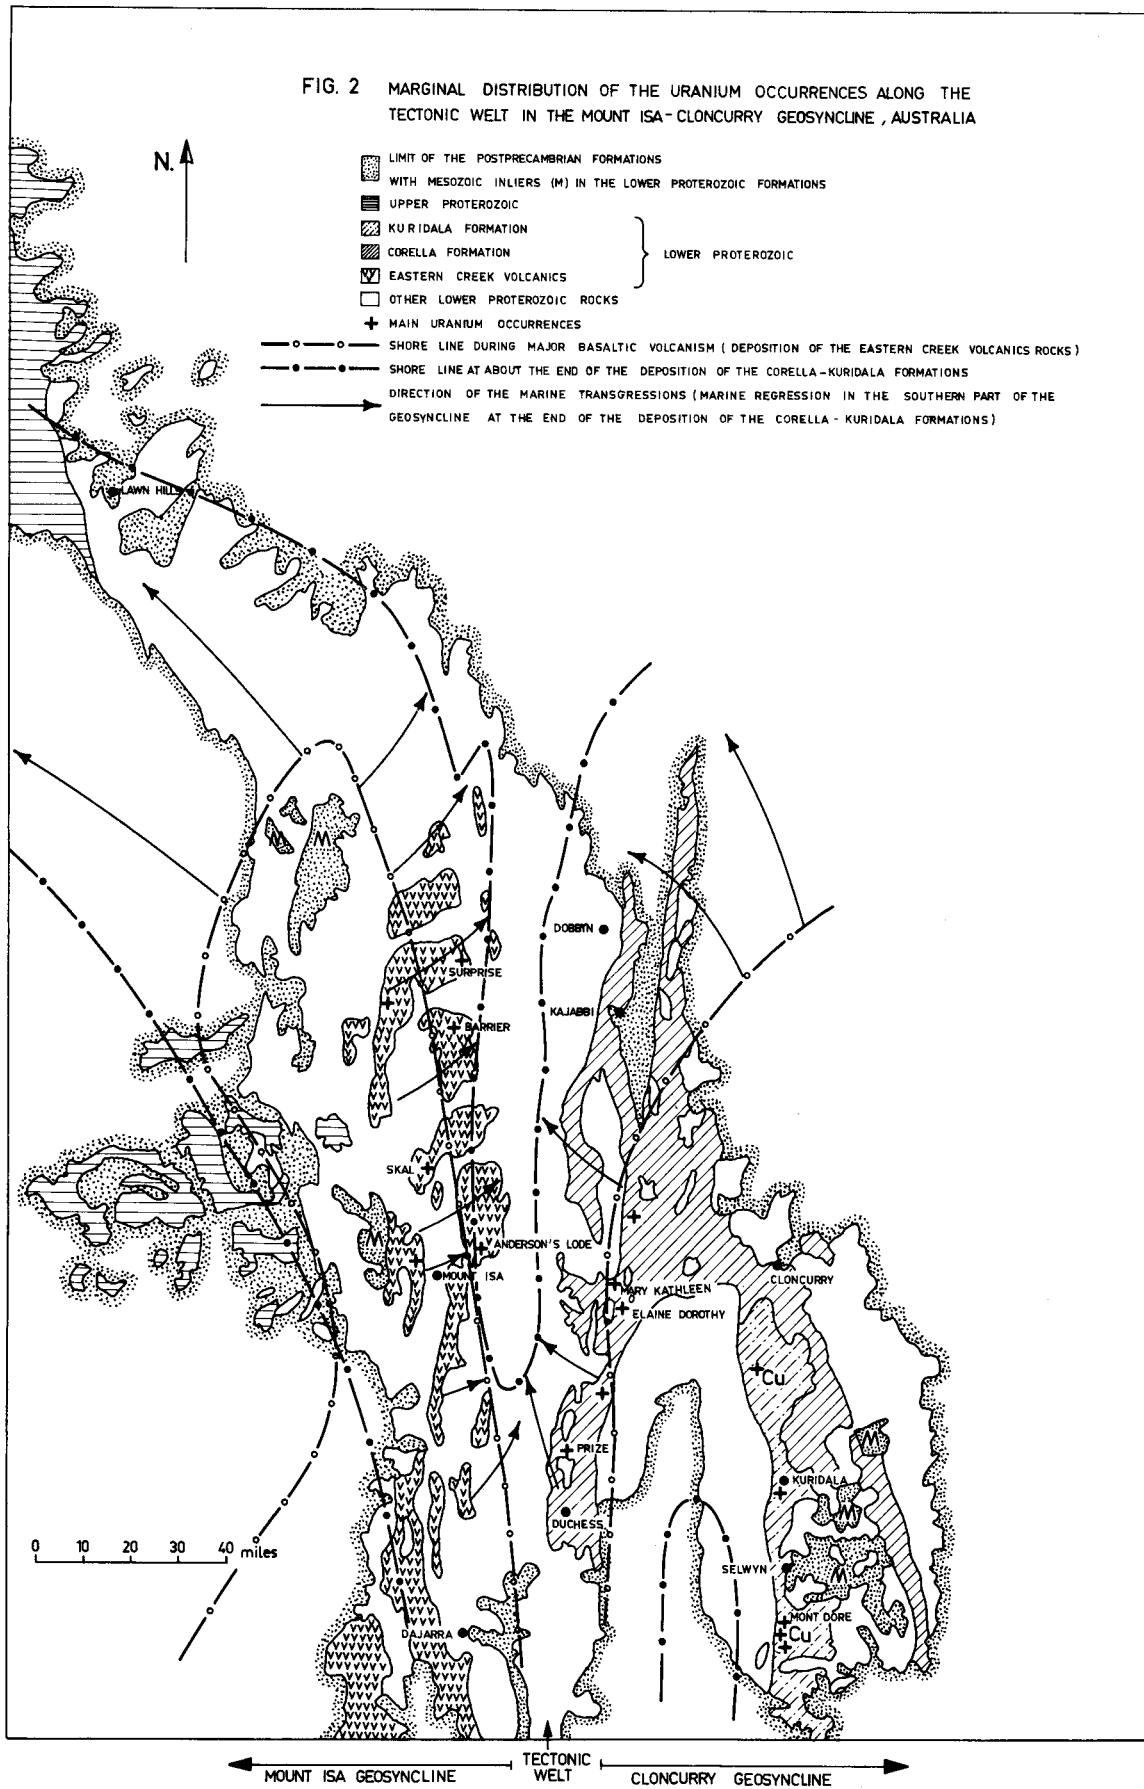 FIG. 2 MARGINAL DISTRIBUTION OF THE URANIUM OCCURRENCES ALONG THE
TECTONIC WELT IN THE MOUNT ISA-CLONCURRY GEOSYNCLINE, AUSTRALIA
N.
LIMIT OF THE POSTPRECAMBRIAN FORMATIONS
WITH MESOZOIC INLIERS (M) IN THE LOWER PROTEROZOIC FORMATIONS
UPPER PROTEROZOIC
KURIDALA FORMATION
CORELLA FORMATION
LOWER PROTEROZOIC
EASTERN CREEK VOLCANICS
OTHER LOWER PROTEROZOIC ROCKS
MAIN URANIUM OCCURRENCES
SHORE LINE DURING MAJOR BASALTIC VOLCANISM (DEPOSITION OF THE EASTERN CREEK VOLCANICS ROCKS)
SHORE LINE AT ABOUT THE END OF THE DEPOSITION OF THE CORELLA-KURIDALA FORMATIONS
DIRECTION OF THE MARINE TRANSGRESSIONS (MARINE REGRESSION IN THE SOUTHERN PART OF THE
GEOSYNCLINE AT THE END OF THE DEPOSITION OF THE CORELLA - KURIDALA FORMATIONS)
LAWN HILLS
M
M
DOBBYN
SURPRISE
KAJABBI
BARRIER
SKAL
M
ANDERSON'S LODE
MOUNT ISA
CLONCURRY
MARY KATHLEEN
ELAINE DOROTHY
Cu
M
PRIZE
KURIDALA
M
DUCHESS
0 10 20 30 40 miles
SELWYN
M
MONT DORE
Cu
DAJARRA
MOUNT ISA GEOSYNCLINE
TECTONIC
WELT
CLONCURRY GEOSYNCLINE